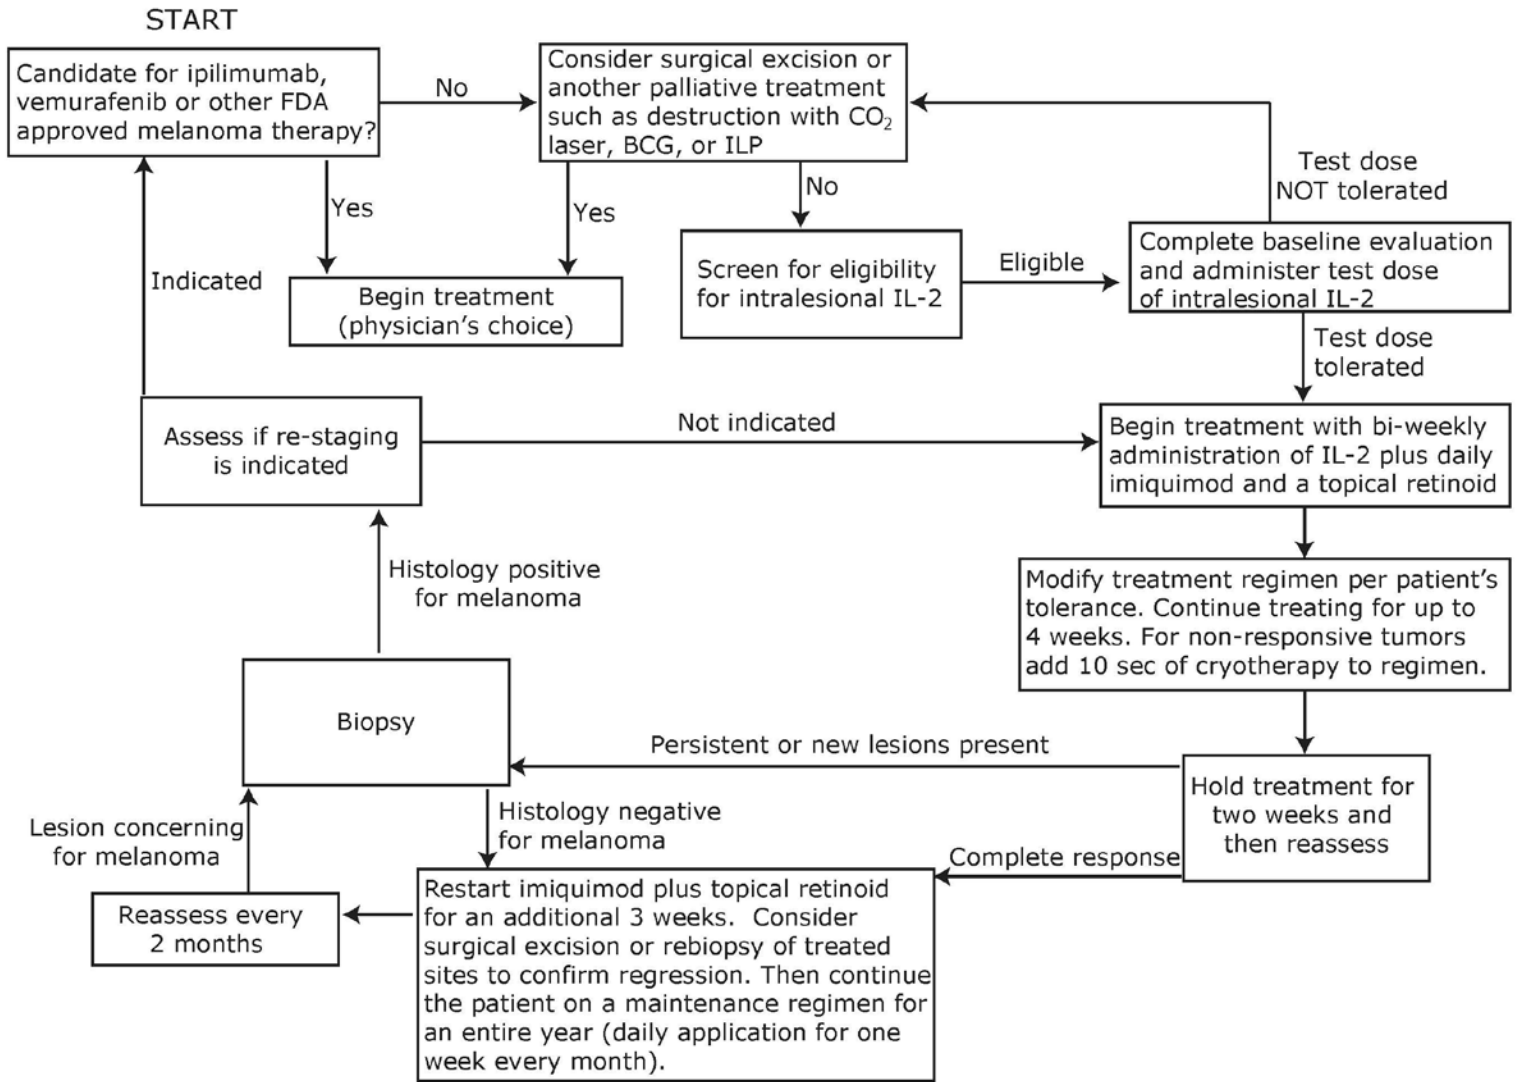 START
Candidate for ipilimumab,
vemurafenib or other FDA
approved melanoma therapy?
No
Consider surgical excision or
another palliative treatment
such as destruction with CO₂
laser, BCG, or ILP
Test dose
NOT tolerated
Yes
Yes
No
Indicated
Begin treatment
(physician’s choice)
Screen for eligibility
for intralesional IL-2
Eligible
Complete baseline evaluation
and administer test dose
of intralesional IL-2
Test dose
tolerated
Assess if re-staging
is indicated
Not indicated
Begin treatment with bi-weekly
administration of IL-2 plus daily
imiquimod and a topical retinoid
Histology positive
for melanoma
Modify treatment regimen per patient’s
tolerance. Continue treating for up to
4 weeks. For non-responsive tumors
add 10 sec of cryotherapy to regimen.
Biopsy
Persistent or new lesions present
Hold treatment for
two weeks and
then reassess
Lesion concerning
for melanoma
Histology negative
for melanoma
Complete response
Reassess every
2 months
Restart imiquimod plus topical retinoid
for an additional 3 weeks. Consider
surgical excision or rebiopsy of treated
sites to confirm regression. Then continue
the patient on a maintenance regimen for
an entire year (daily application for one
week every month).